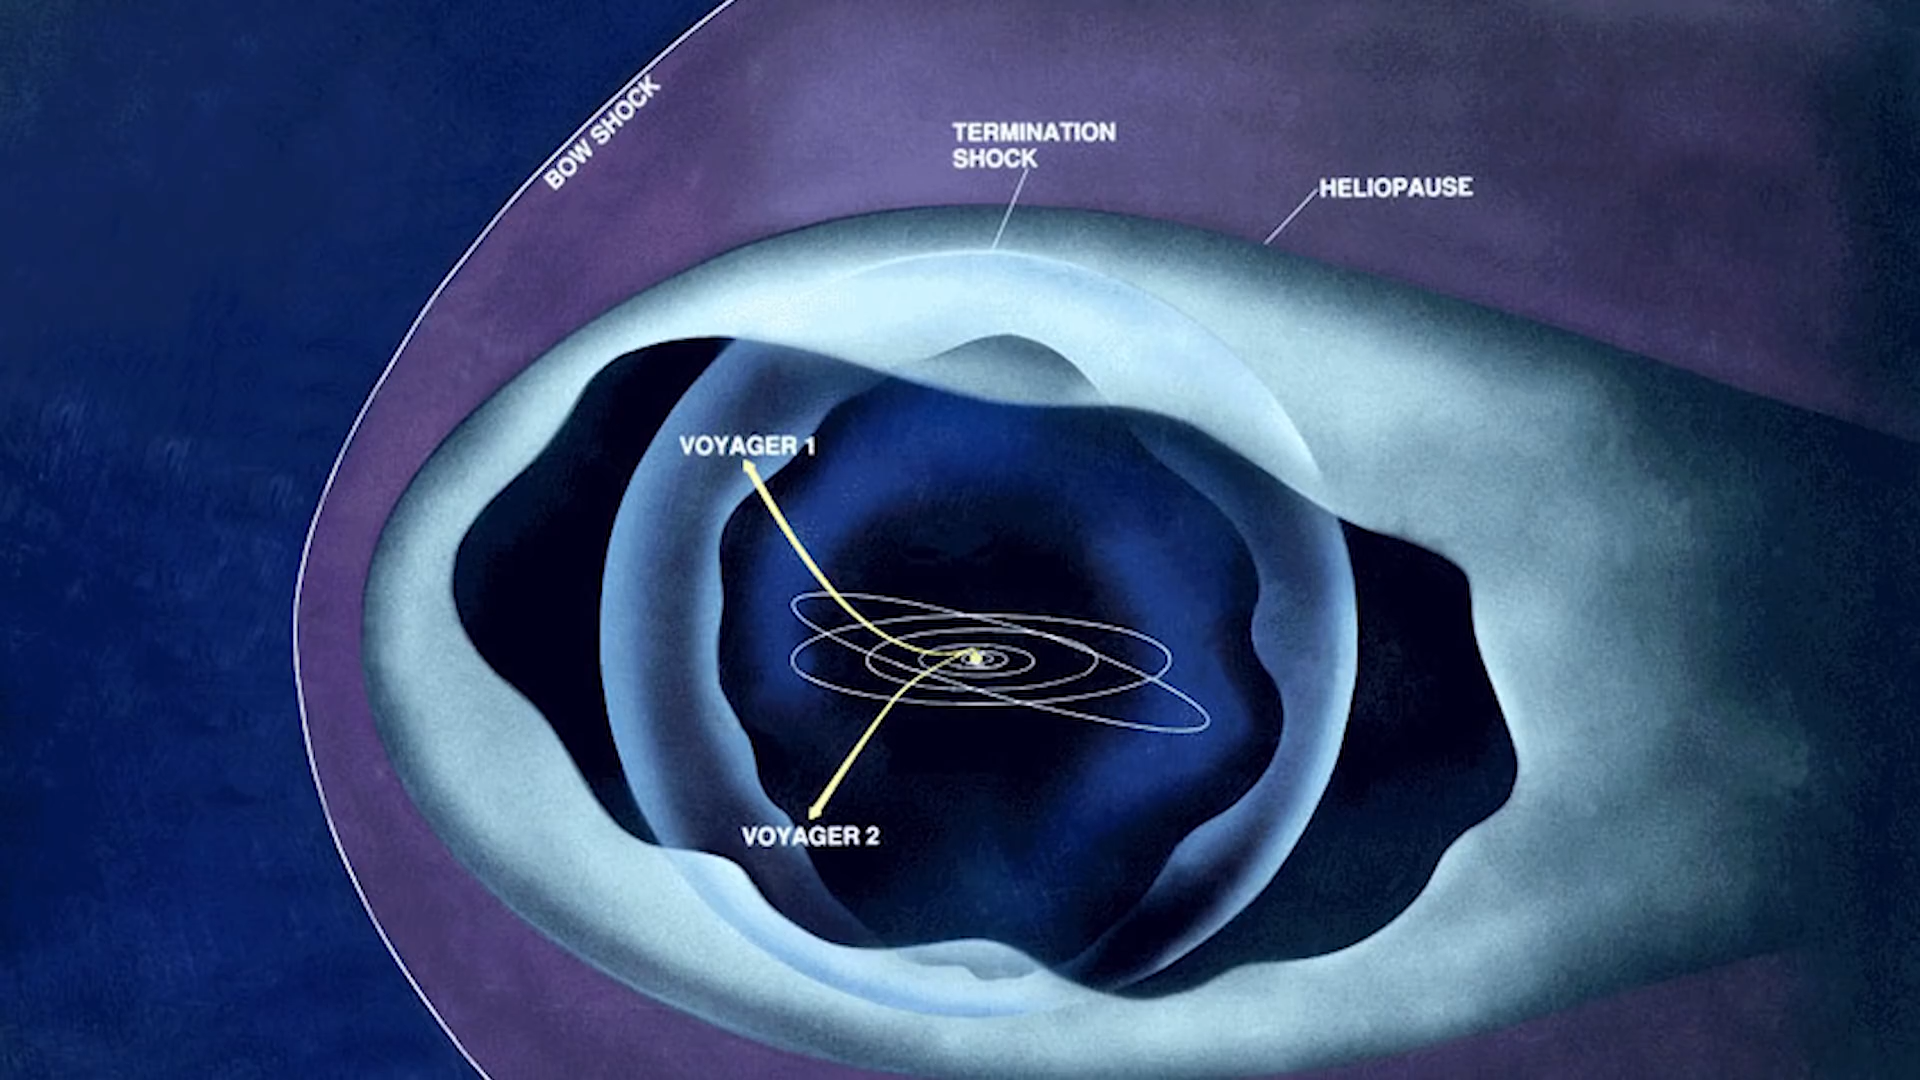 BOW SHOCK
TERMINATION
SHOCK
HELIOPAUSE
VOYAGER 1
VOYAGER 2